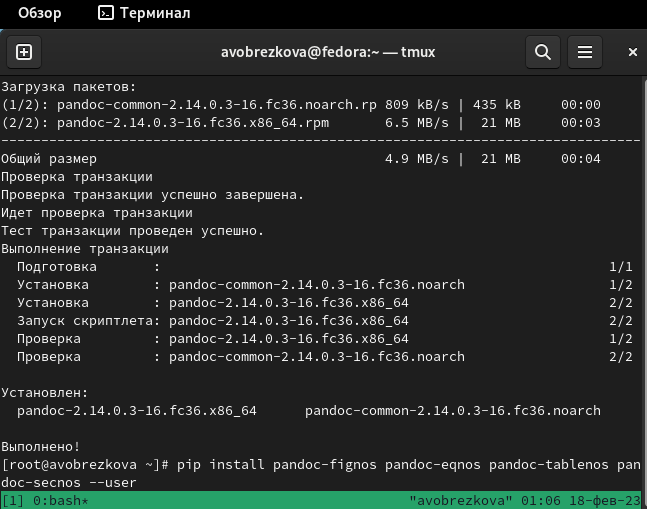 Обзор Терминал
avobrezkova@fedora:~ — tmux
Загрузка пакетов:
(1/2): pandoc-common-2.14.0.3-16.fc36.noarch.rp 809 kB/s | 435 kB     00:00
(2/2): pandoc-2.14.0.3-16.fc36.x86_64.rpm       6.5 MB/s |  21 MB     00:03
--------------------------------------------------------------------------------
Общий размер                                    4.9 MB/s |  21 MB     00:04
Проверка транзакции
Проверка транзакции успешно завершена.
Идет проверка транзакции
Тест транзакции проведен успешно.
Выполнение транзакции
  Подготовка       :                                                        1/1
  Установка        : pandoc-common-2.14.0.3-16.fc36.noarch                  1/2
  Установка        : pandoc-2.14.0.3-16.fc36.x86_64                         2/2
  Запуск скриптлета: pandoc-2.14.0.3-16.fc36.x86_64                         2/2
  Проверка         : pandoc-2.14.0.3-16.fc36.x86_64                         1/2
  Проверка         : pandoc-common-2.14.0.3-16.fc36.noarch                  2/2
Установлен:
  pandoc-2.14.0.3-16.fc36.x86_64      pandoc-common-2.14.0.3-16.fc36.noarch
Выполнено!
[root@avobrezkova ~]# pip install pandoc-fignos pandoc-eqnos pandoc-tablenos pan
doc-secnos --user
[1] 0:bash*                                        "avobrezkova" 01:06 18-фев-23